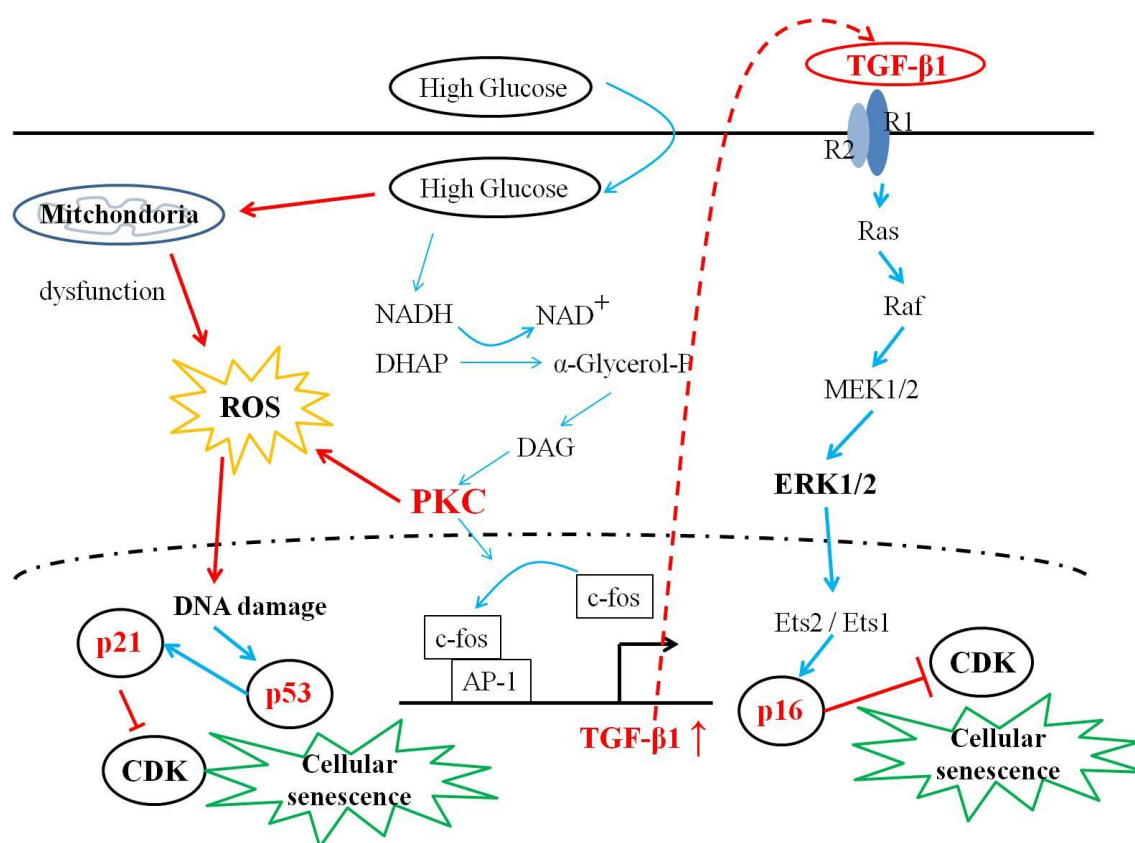 TGF-β1
High Glucose
R1
R2
High Glucose
Mitchondria
Ras
dysfunction
Raf
NADH
NAD+
DHAP
α-Glycerol-P
MEK1/2
ROS
DAG
ERK1/2
PKC
c-fos
DNA damage
Ets2 / Ets1
p21
c-fos
CDK
p53
AP-1
p16
TGF-β1 ↑
CDK
Cellular
senescence
Cellular
senescence